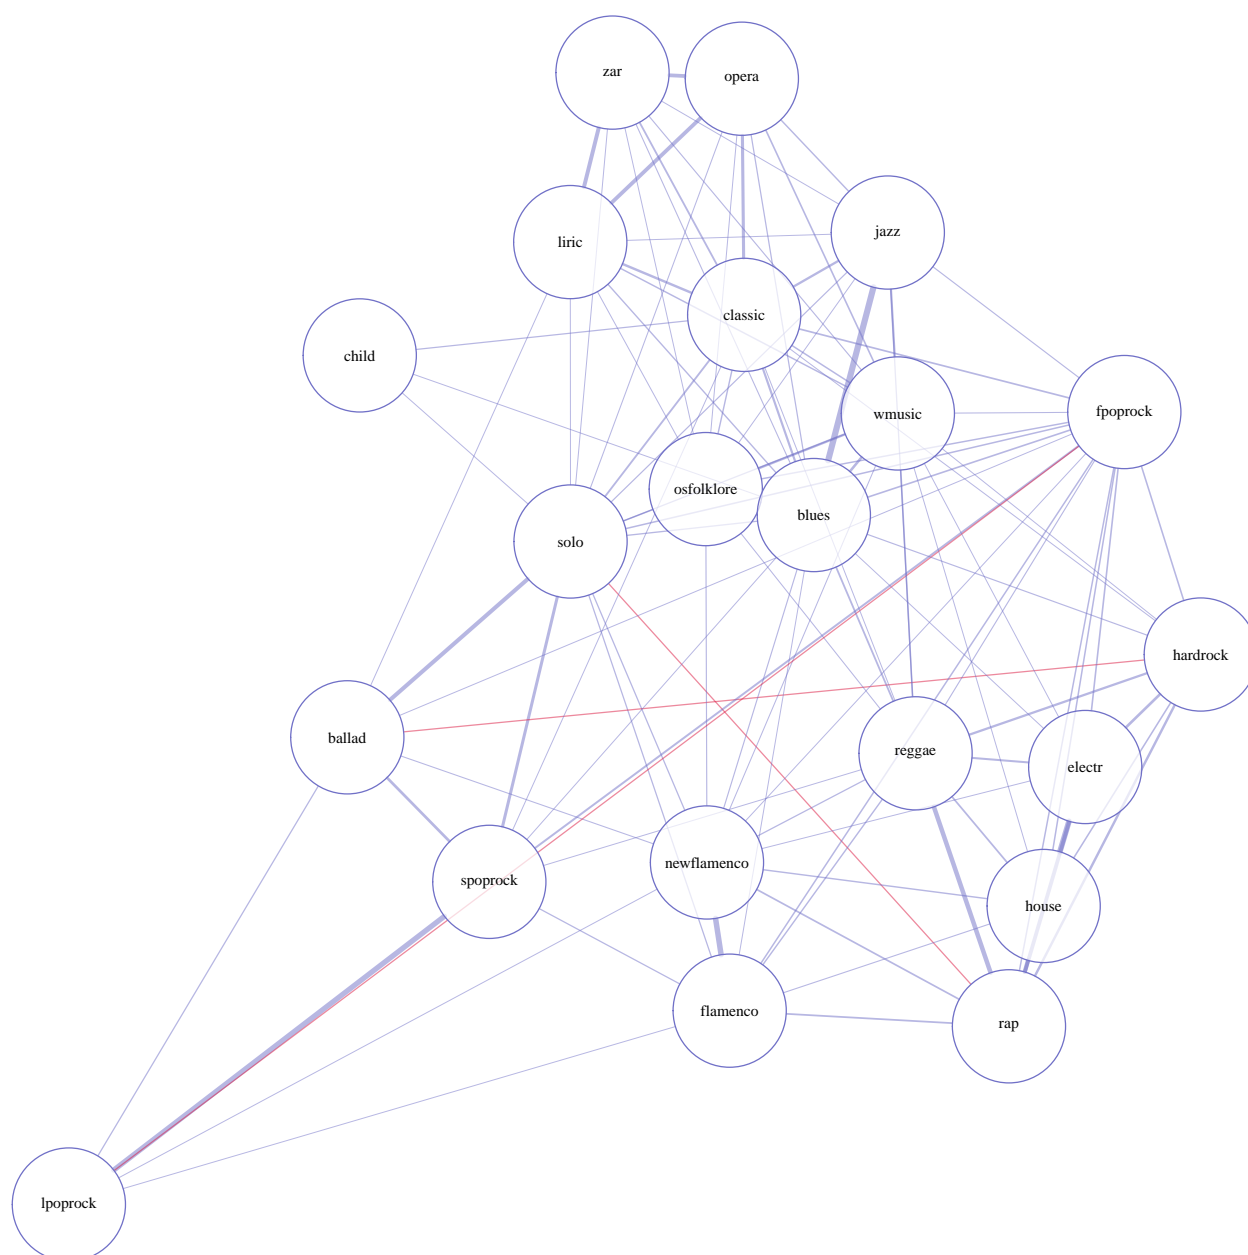 zar
opera
jazz
liric
classic
child
wmusic
fpoprock
osfolklore
blues
solo
hardrock
ballad
reggae
electr
newflamenco
spoprock
house
flamenco
rap
lpoprock